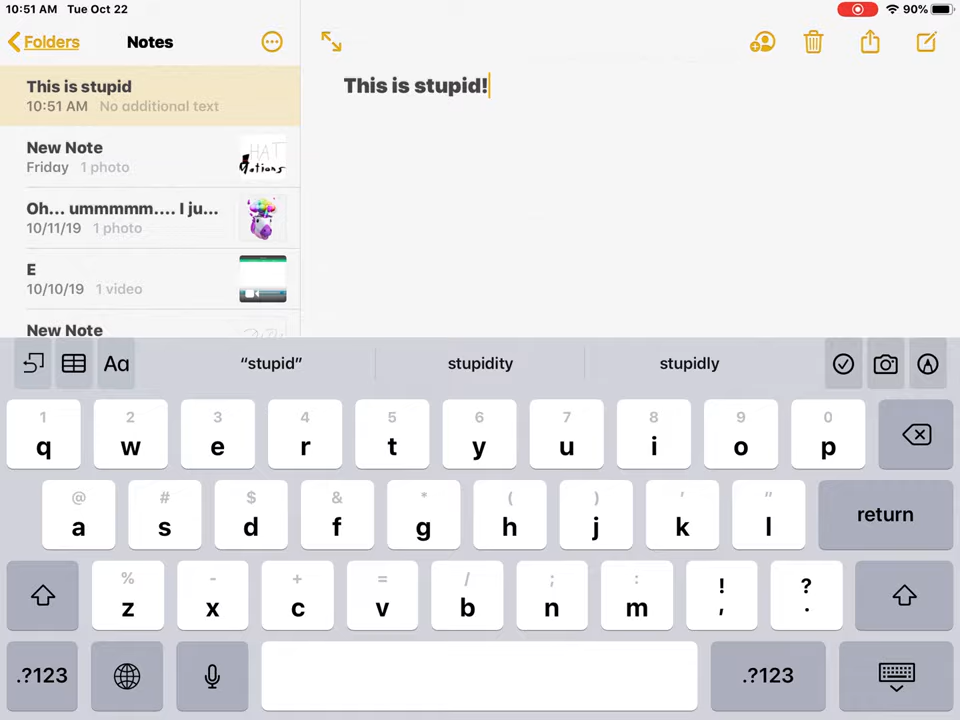 10:51 AM Tue Oct 22
90%
Folders
Notes
This is stupid
10:51 AM No additional text
New Note
Friday 1 photo
HAT
Oh... ummmmm.... I ju...
10/11/19 1 photo
E
10/10/19 1 video
New Note
This is stupid!
Aa
“stupid”
stupidity
stupidly
1 2 3 4 5 6 7 8 9 0
q w e r t y u i o p
@ # $ & * ( ) ' "
a s d f g h j k l
return
% - + = / ; : ! ?
z x c v b n m , .
.?123
.?123